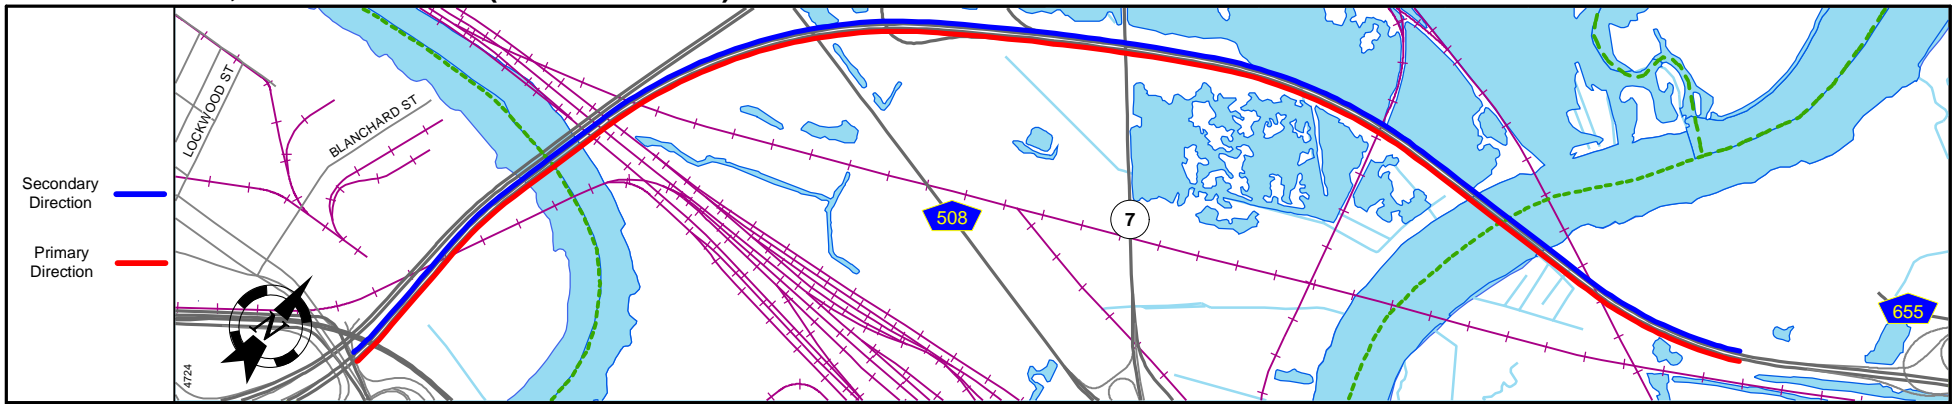 Secondary
Direction
Primary
Direction
LOCKWOOD ST
BLANCHARD ST
508
7
655
N
4724